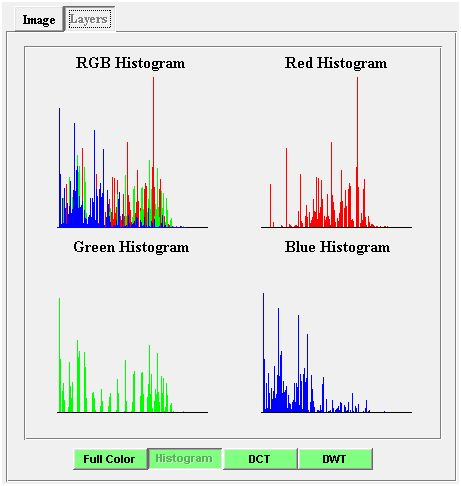 Image Layers
RGB Histogram Red Histogram
Green Histogram Blue Histogram
Full Color Histogram DCT DWT